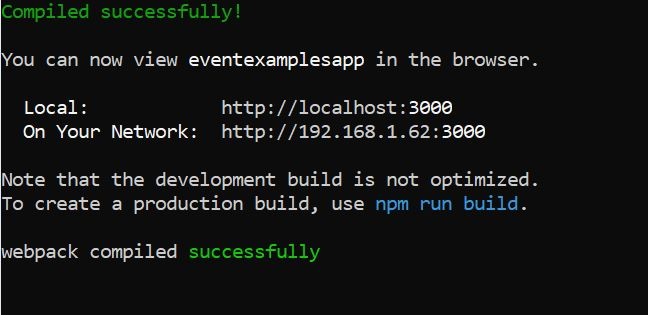 Compiled successfully!
You can now view eventexamplesapp in the browser.
Local: http://localhost:3000
On Your Network: http://192.168.1.62:3000
Note that the development build is not optimized.
To create a production build, use npm run build.
webpack compiled successfully